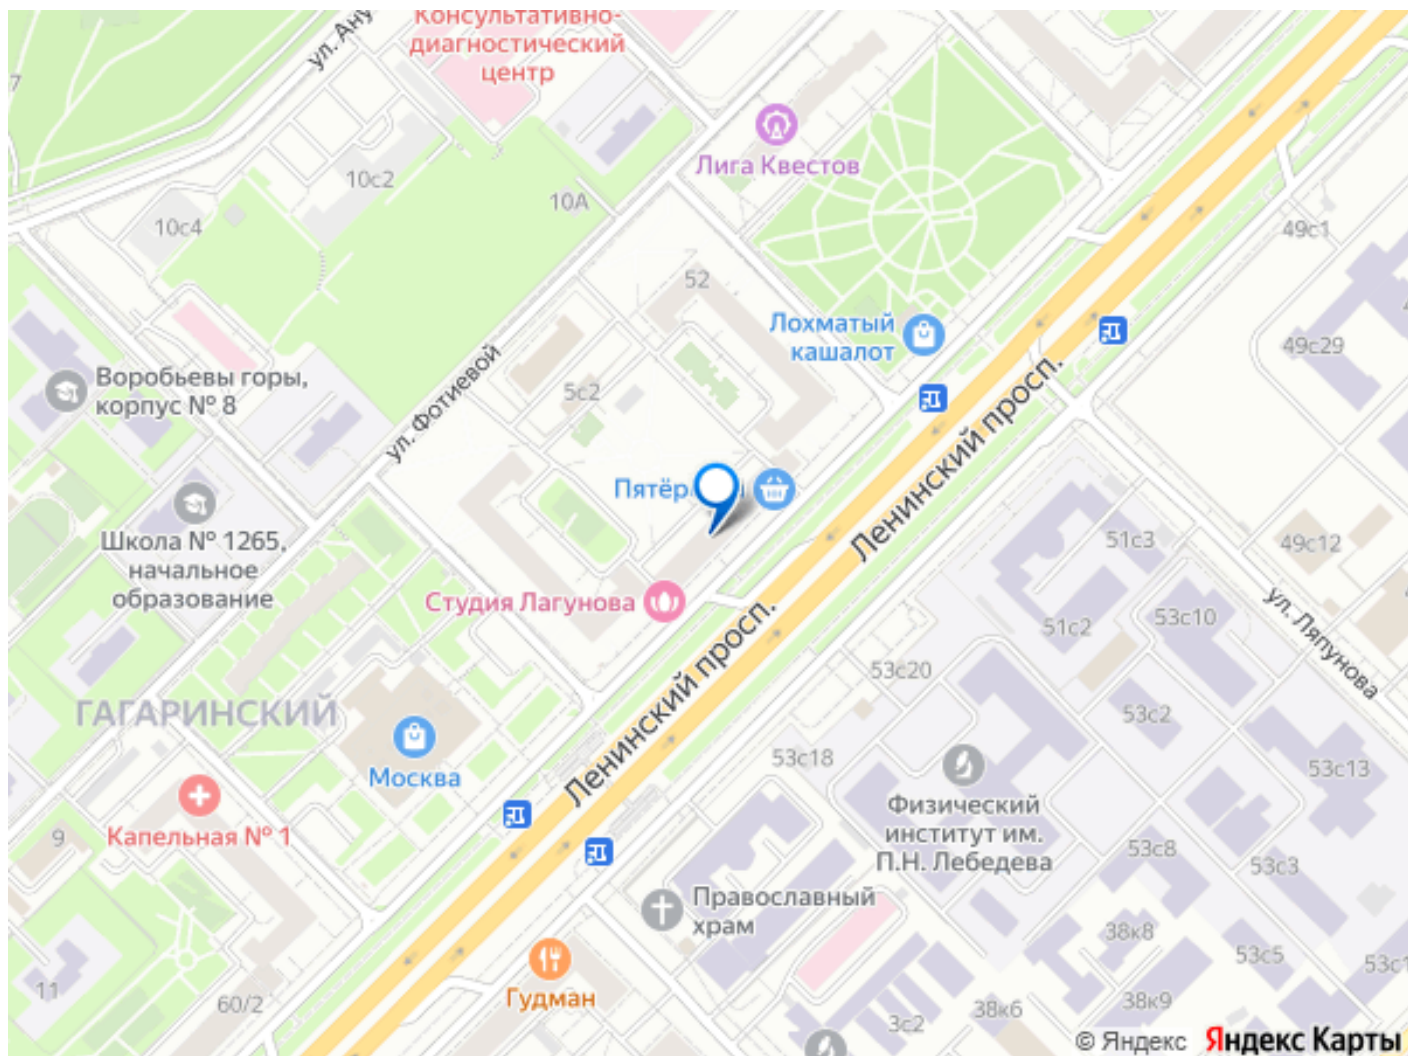 Консультативно-
диагностический
центр
ул. Ану
7
Лига Квестов
10с2
10А
10с4
49с1
52
Лохматый
кашалот
49с29
Воробьевы горы,
корпус № 8
5с2
ул. Фотиевой
Ленинский просп.
Школа № 1265,
начальное
образование
51с3
49с12
Студия Лагунова
ул. Ляпунова
51с2
53с10
Ленинский просп.
53с20
ГАГАРИНСКИЙ
53с2
Москва
53с18
53с13
Физический
институт им.
П.Н. Лебедева
9
Капельная № 1
53с8
53с3
Православный
храм
38к8
53с5
53с1
11
60/2
Гудман
38к6
38к9
3с2
© Яндекс Яндекс Карты